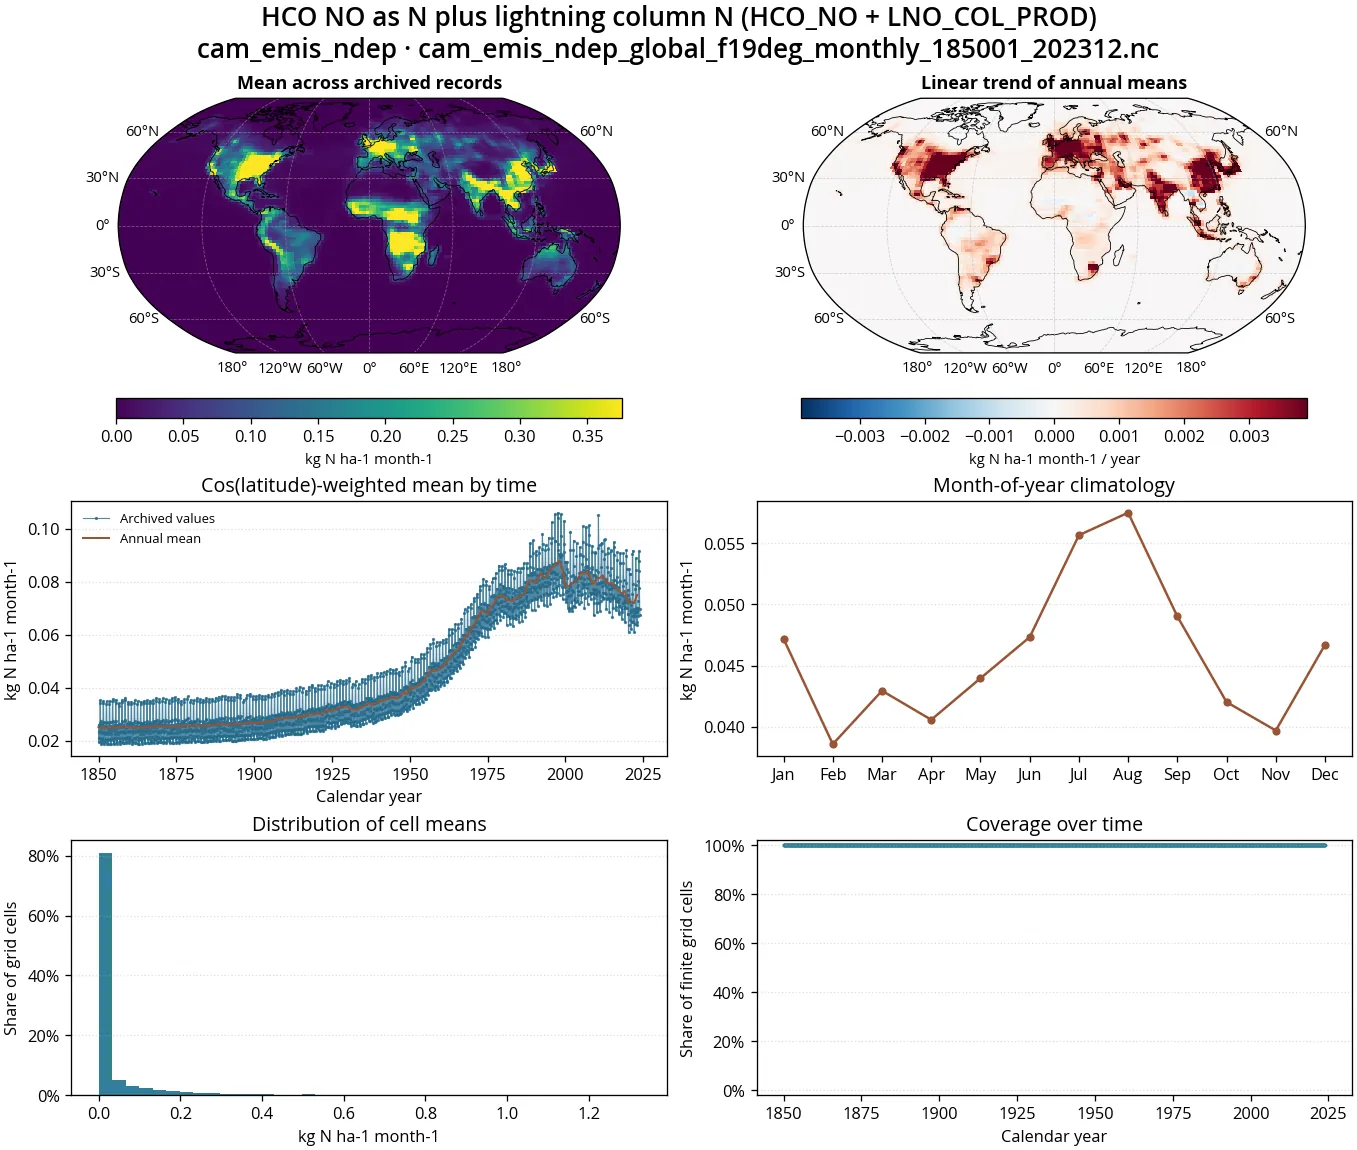 HCO NO as N plus lightning column N (HCO_NO + LNO_COL_PROD)
cam_emis_ndep · cam_emis_ndep_global_f19deg_monthly_185001_202312.nc
Mean across archived records
60°N 60°N
30°N
0°
30°S
60°S 60°S
180° 120°W 60°W 0° 60°E 120°E 180°
0.00 0.05 0.10 0.15 0.20 0.25 0.30 0.35
kg N ha-1 month-1
Linear trend of annual means
60°N 60°N
30°N
0°
30°S
60°S 60°S
180° 120°W 60°W 0° 60°E 120°E 180°
−0.003 −0.002 −0.001 0.000 0.001 0.002 0.003
kg N ha-1 month-1 / year
Cos(latitude)-weighted mean by time
Archived values
Annual mean
kg N ha-1 month-1
0.10
0.08
0.06
0.04
0.02
1850 1875 1900 1925 1950 1975 2000 2025
Calendar year
Month-of-year climatology
kg N ha-1 month-1
0.055
0.050
0.045
0.040
Jan Feb Mar Apr May Jun Jul Aug Sep Oct Nov Dec
Distribution of cell means
Share of grid cells
80%
60%
40%
20%
0%
0.0 0.2 0.4 0.6 0.8 1.0 1.2
kg N ha-1 month-1
Coverage over time
Share of finite grid cells
100%
80%
60%
40%
20%
0%
1850 1875 1900 1925 1950 1975 2000 2025
Calendar year